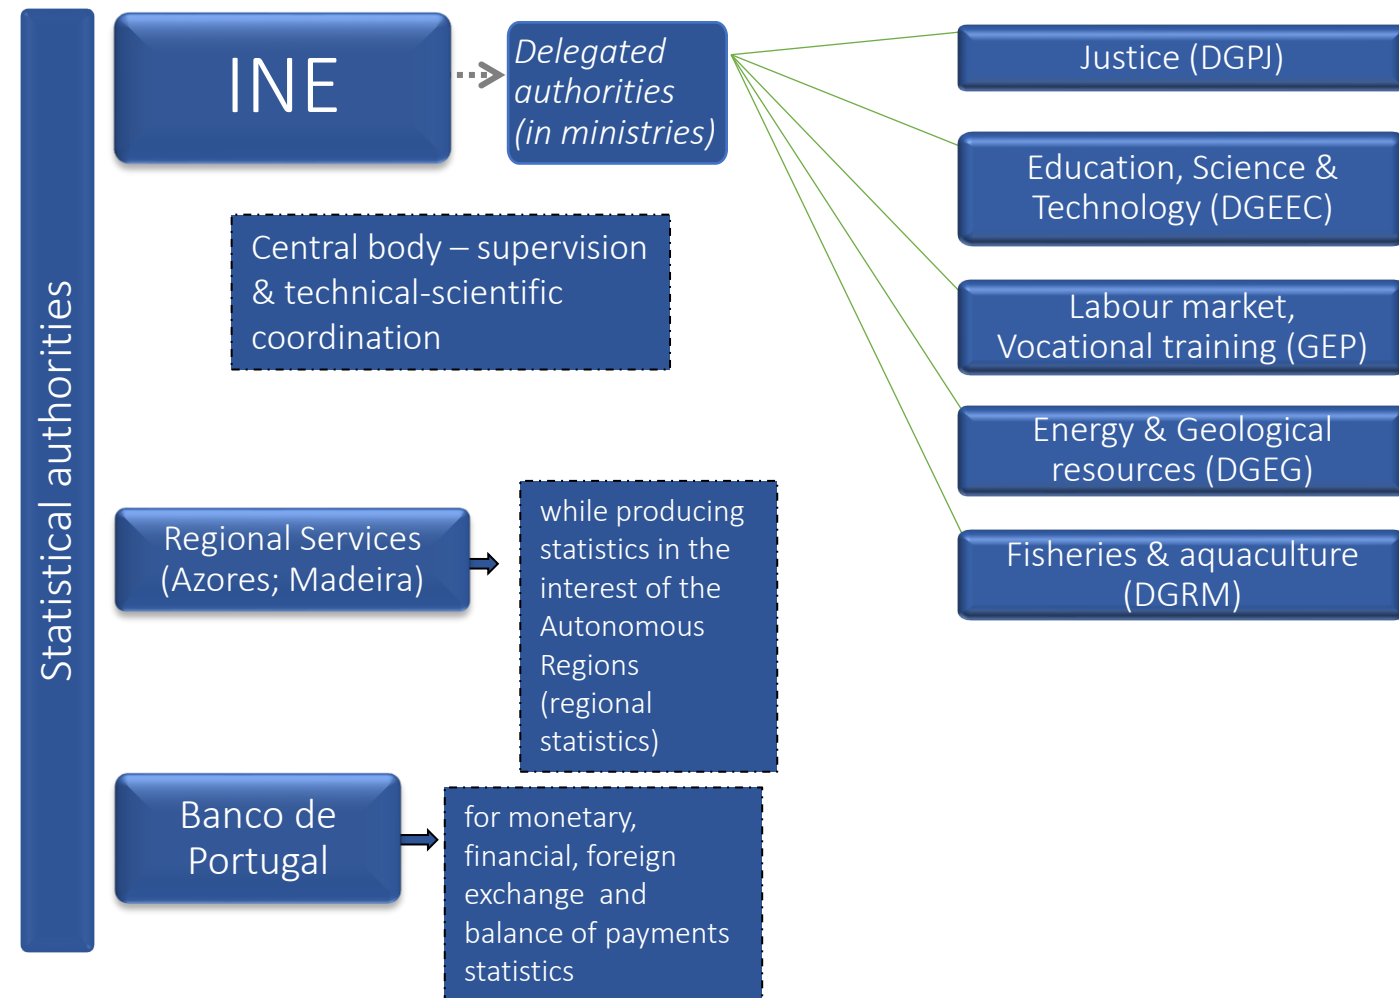 Statistical authorities
INE
Delegated
authorities
(in ministries)
Central body – supervision
& technical-scientific
coordination
Justice (DGPJ)
Education, Science &
Technology (DGEEC)
Labour market,
Vocational training (GEP)
Energy & Geological
resources (DGEG)
Fisheries & aquaculture
(DGRM)
Regional Services
(Azores; Madeira)
while producing
statistics in the
interest of the
Autonomous
Regions
(regional
statistics)
Banco de
Portugal
for monetary,
financial, foreign
exchange and
balance of payments
statistics